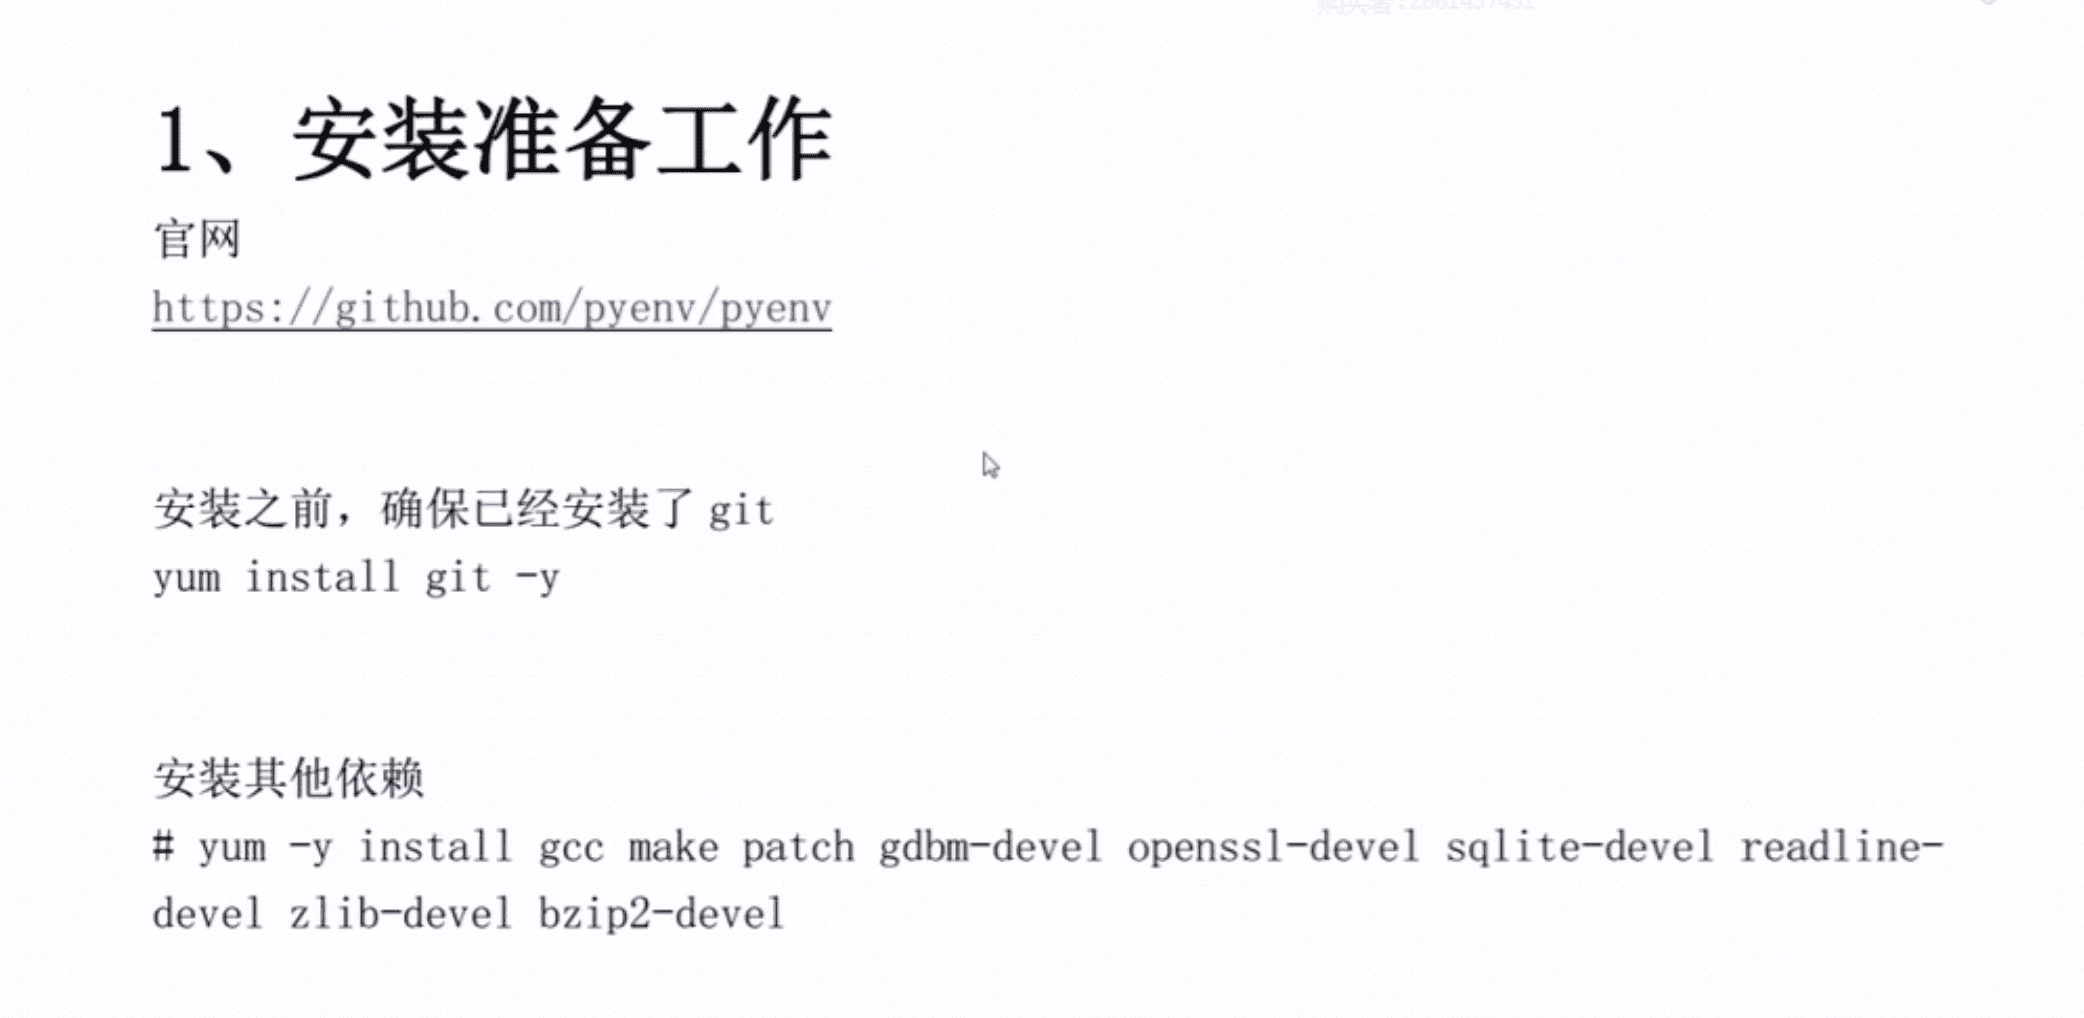 1、安装准备工作
官网
https://github.com/pyenv/pyenv
安装之前，确保已经安装了 git
yum install git -y
安装其他依赖
# yum -y install gcc make patch gdbm-devel openssl-devel sqlite-devel readline-
devel zlib-devel bzip2-devel